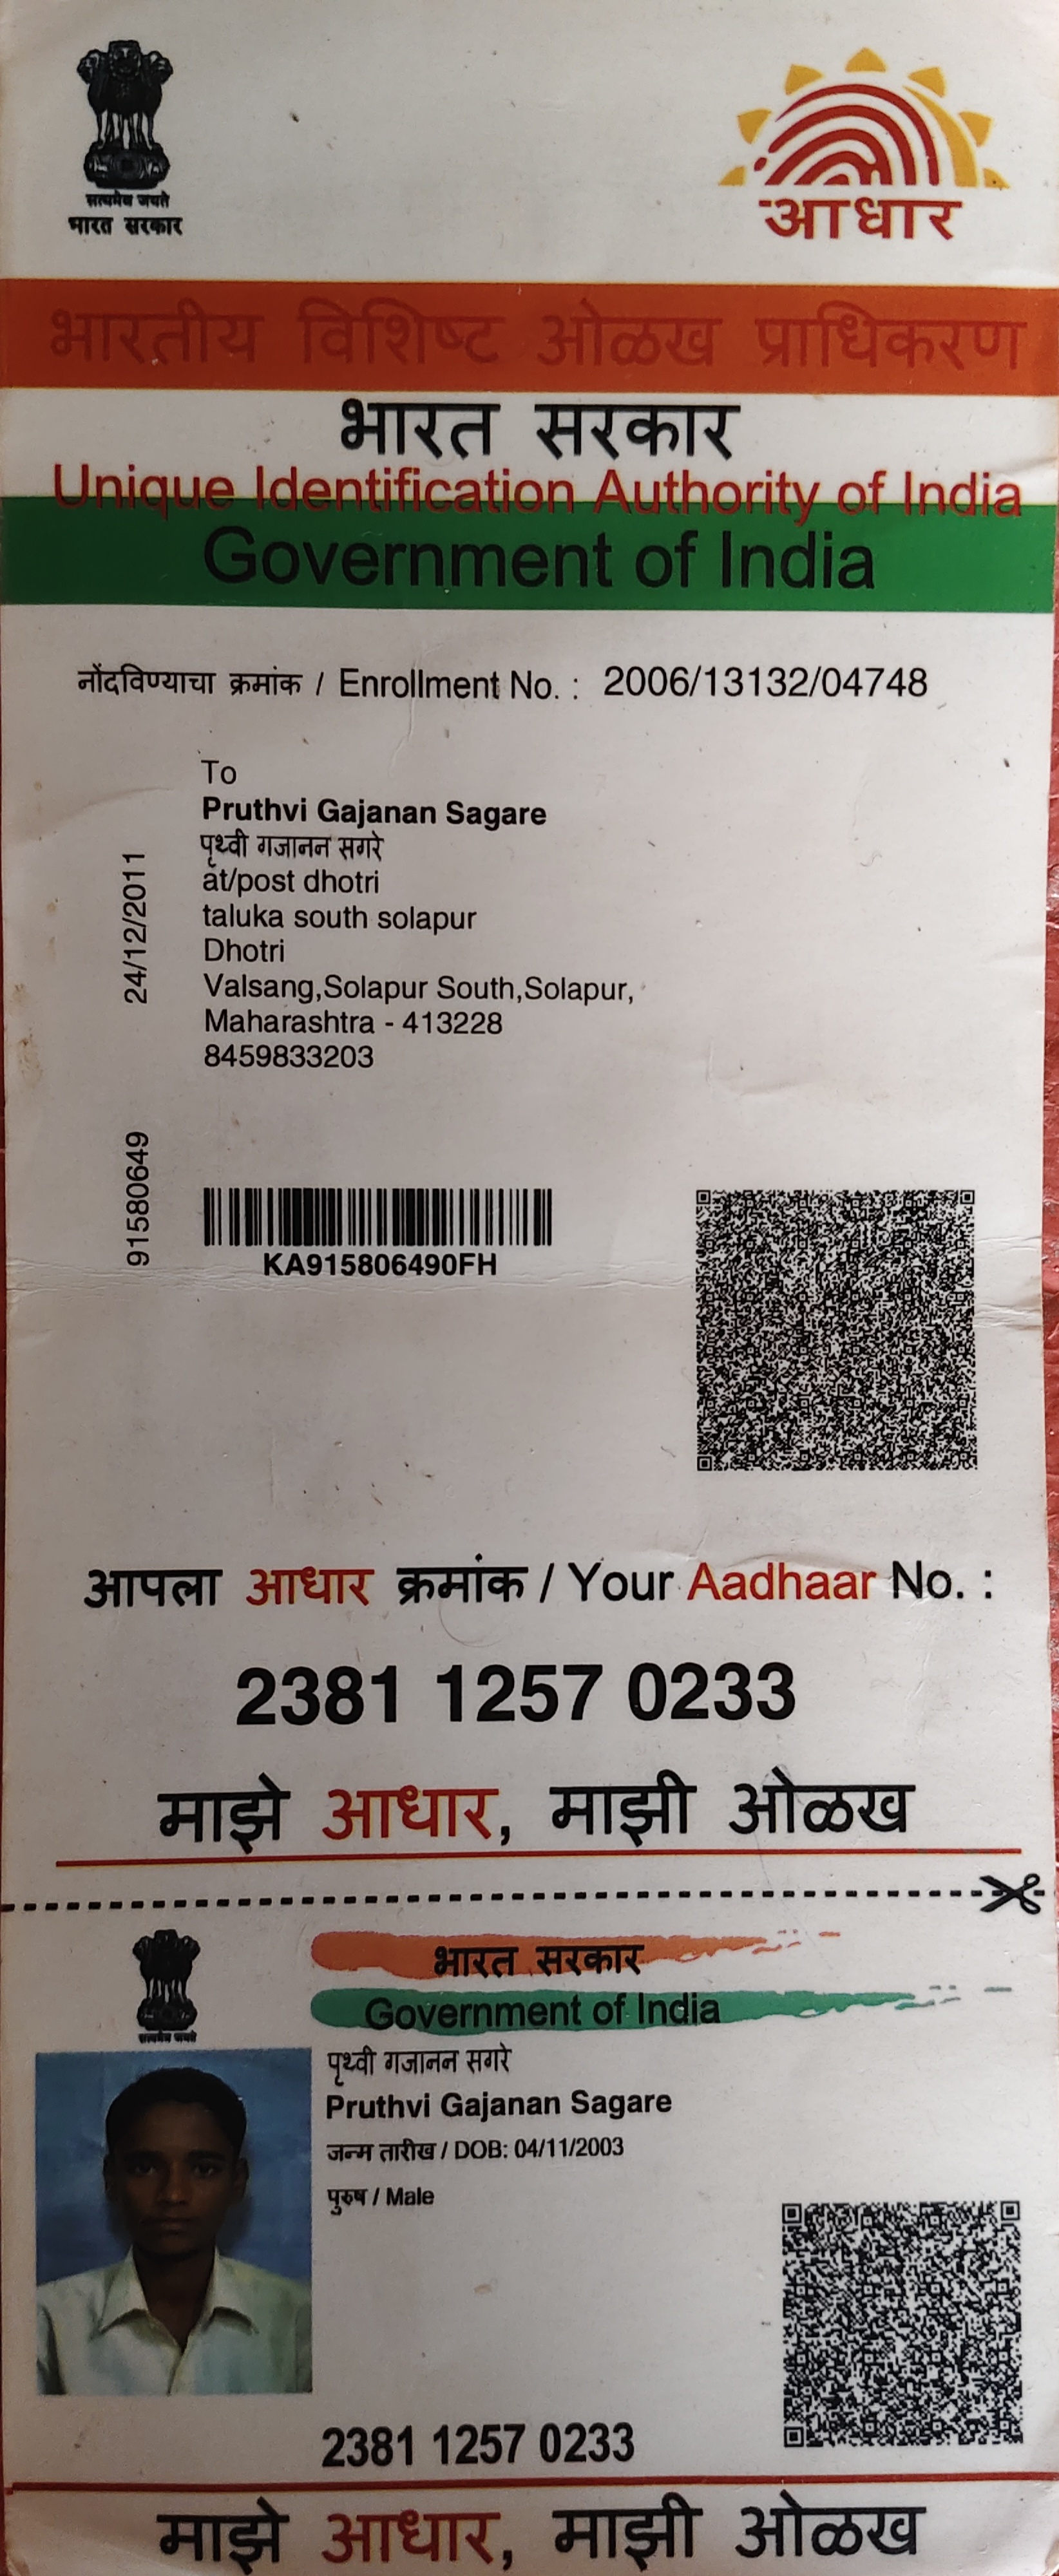 सत्यमेव जयते
भारत सरकार
आधार
भारतीय विशिष्ट ओळख प्राधिकरण
भारत सरकार
Unique Identification Authority of India
Government of India
नोंदविण्याचा क्रमांक / Enrollment No. : 2006/13132/04748
To
Pruthvi Gajanan Sagare
पृथ्वी गजानन सगरे
at/post dhotri
taluka south solapur
Dhotri
Valsang,Solapur South,Solapur,
Maharashtra - 413228
8459833203
24/12/2011
91580649
KA915806490FH
आपला आधार क्रमांक / Your Aadhaar No. :
2381 1257 0233
माझे आधार, माझी ओळख
सत्यमेव जयते
भारत सरकार
Government of India
पृथ्वी गजानन सगरे
Pruthvi Gajanan Sagare
जन्म तारीख / DOB: 04/11/2003
पुरुष / Male
2381 1257 0233
माझे आधार, माझी ओळख